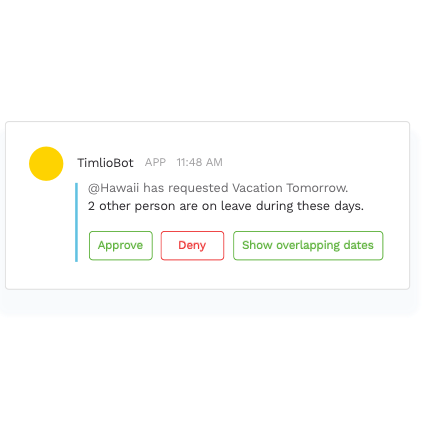 TimlioBot APP 11:48 AM
@Hawaii has requested Vacation Tomorrow.
2 other person are on leave during these days.
Approve Deny Show overlapping dates